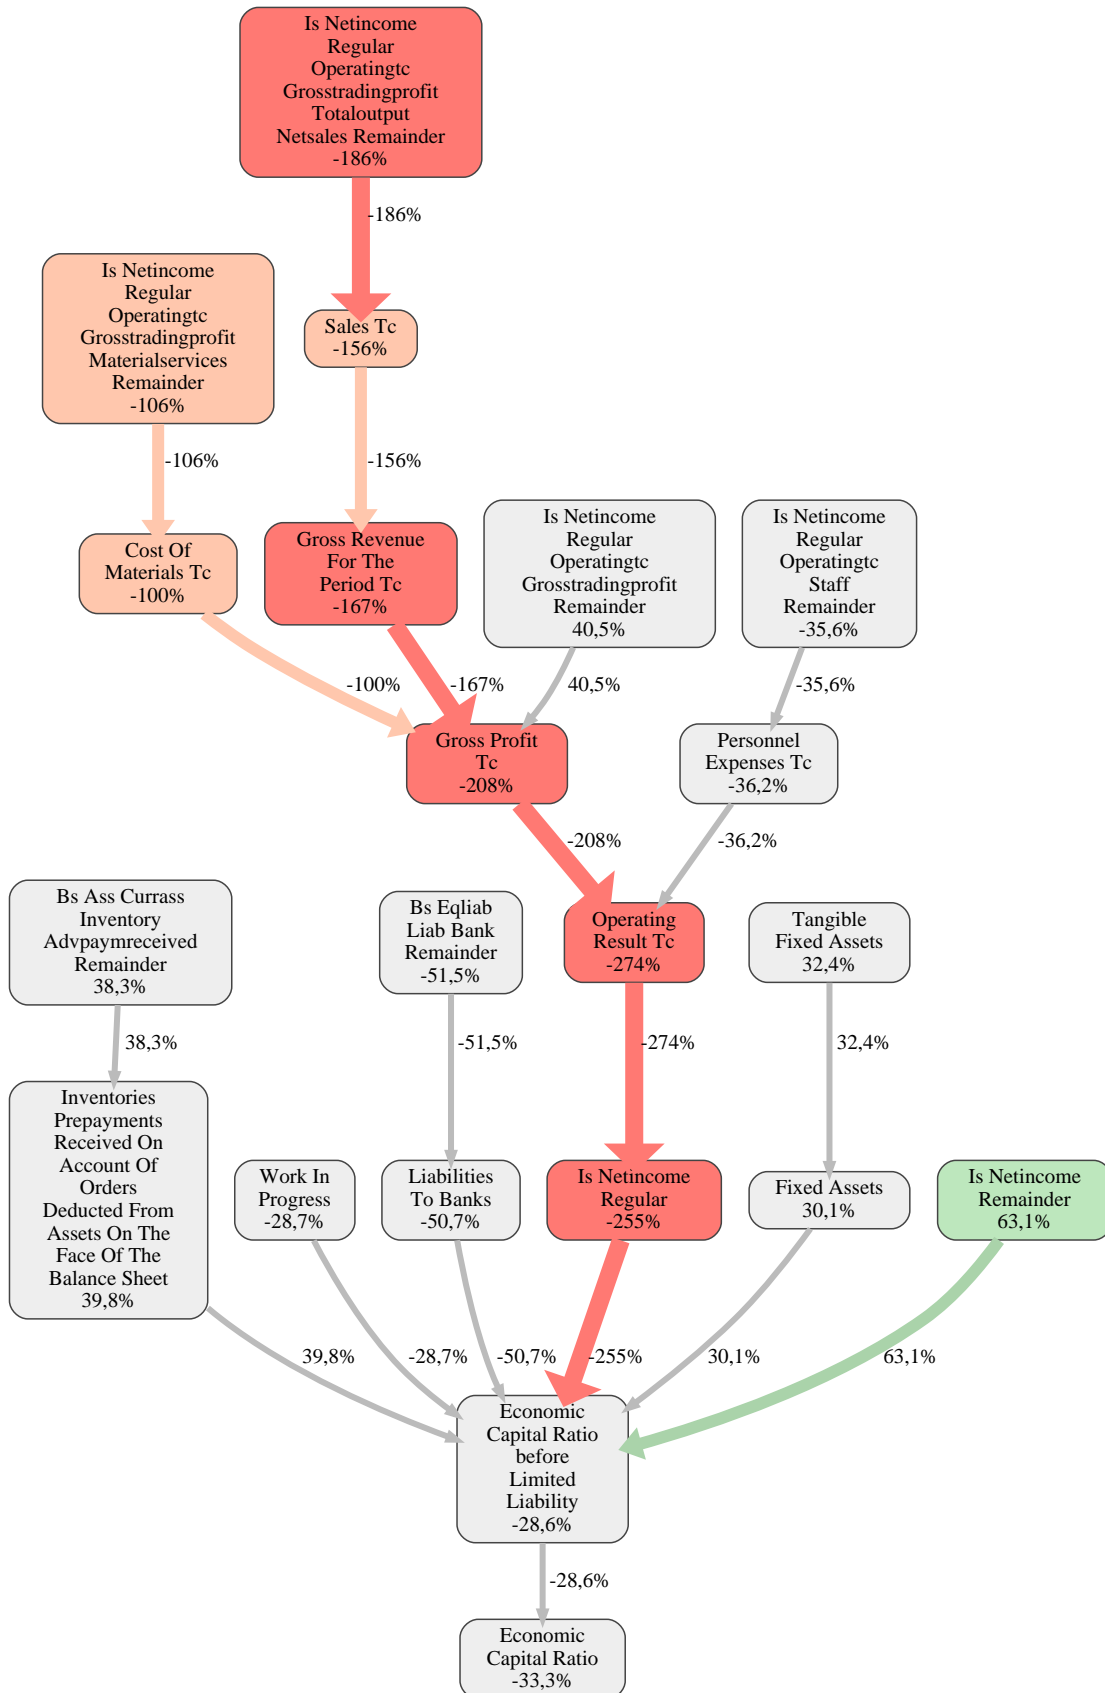 Is Netincome
Regular
Operatingtc
Grosstradingprofit
Totaloutput
Netsales Remainder
-186%
-186%
Is Netincome
Regular
Operatingtc
Grosstradingprofit
Materialservices
Remainder
-106%
Sales Tc
-156%
-106%
-156%
Cost Of
Materials Tc
-100%
Gross Revenue
For The
Period Tc
-167%
Is Netincome
Regular
Operatingtc
Grosstradingprofit
Remainder
40,5%
Is Netincome
Regular
Operatingtc
Staff
Remainder
-35,6%
-100%
-167%
40,5%
-35,6%
Gross Profit
Tc
-208%
Personnel
Expenses Tc
-36,2%
-208%
-36,2%
Bs Ass Currass
Inventory
Advpaymreceived
Remainder
38,3%
Bs Eqliab
Liab Bank
Remainder
-51,5%
Operating
Result Tc
-274%
Tangible
Fixed Assets
32,4%
38,3%
-51,5%
-274%
32,4%
Inventories
Prepayments
Received On
Account Of
Orders
Deducted From
Assets On The
Face Of The
Balance Sheet
39,8%
Work In
Progress
-28,7%
Liabilities
To Banks
-50,7%
Is Netincome
Regular
-255%
Fixed Assets
30,1%
Is Netincome
Remainder
63,1%
39,8%
-28,7%
-50,7%
-255%
30,1%
63,1%
Economic
Capital Ratio
before
Limited
Liability
-28,6%
-28,6%
Economic
Capital Ratio
-33,3%